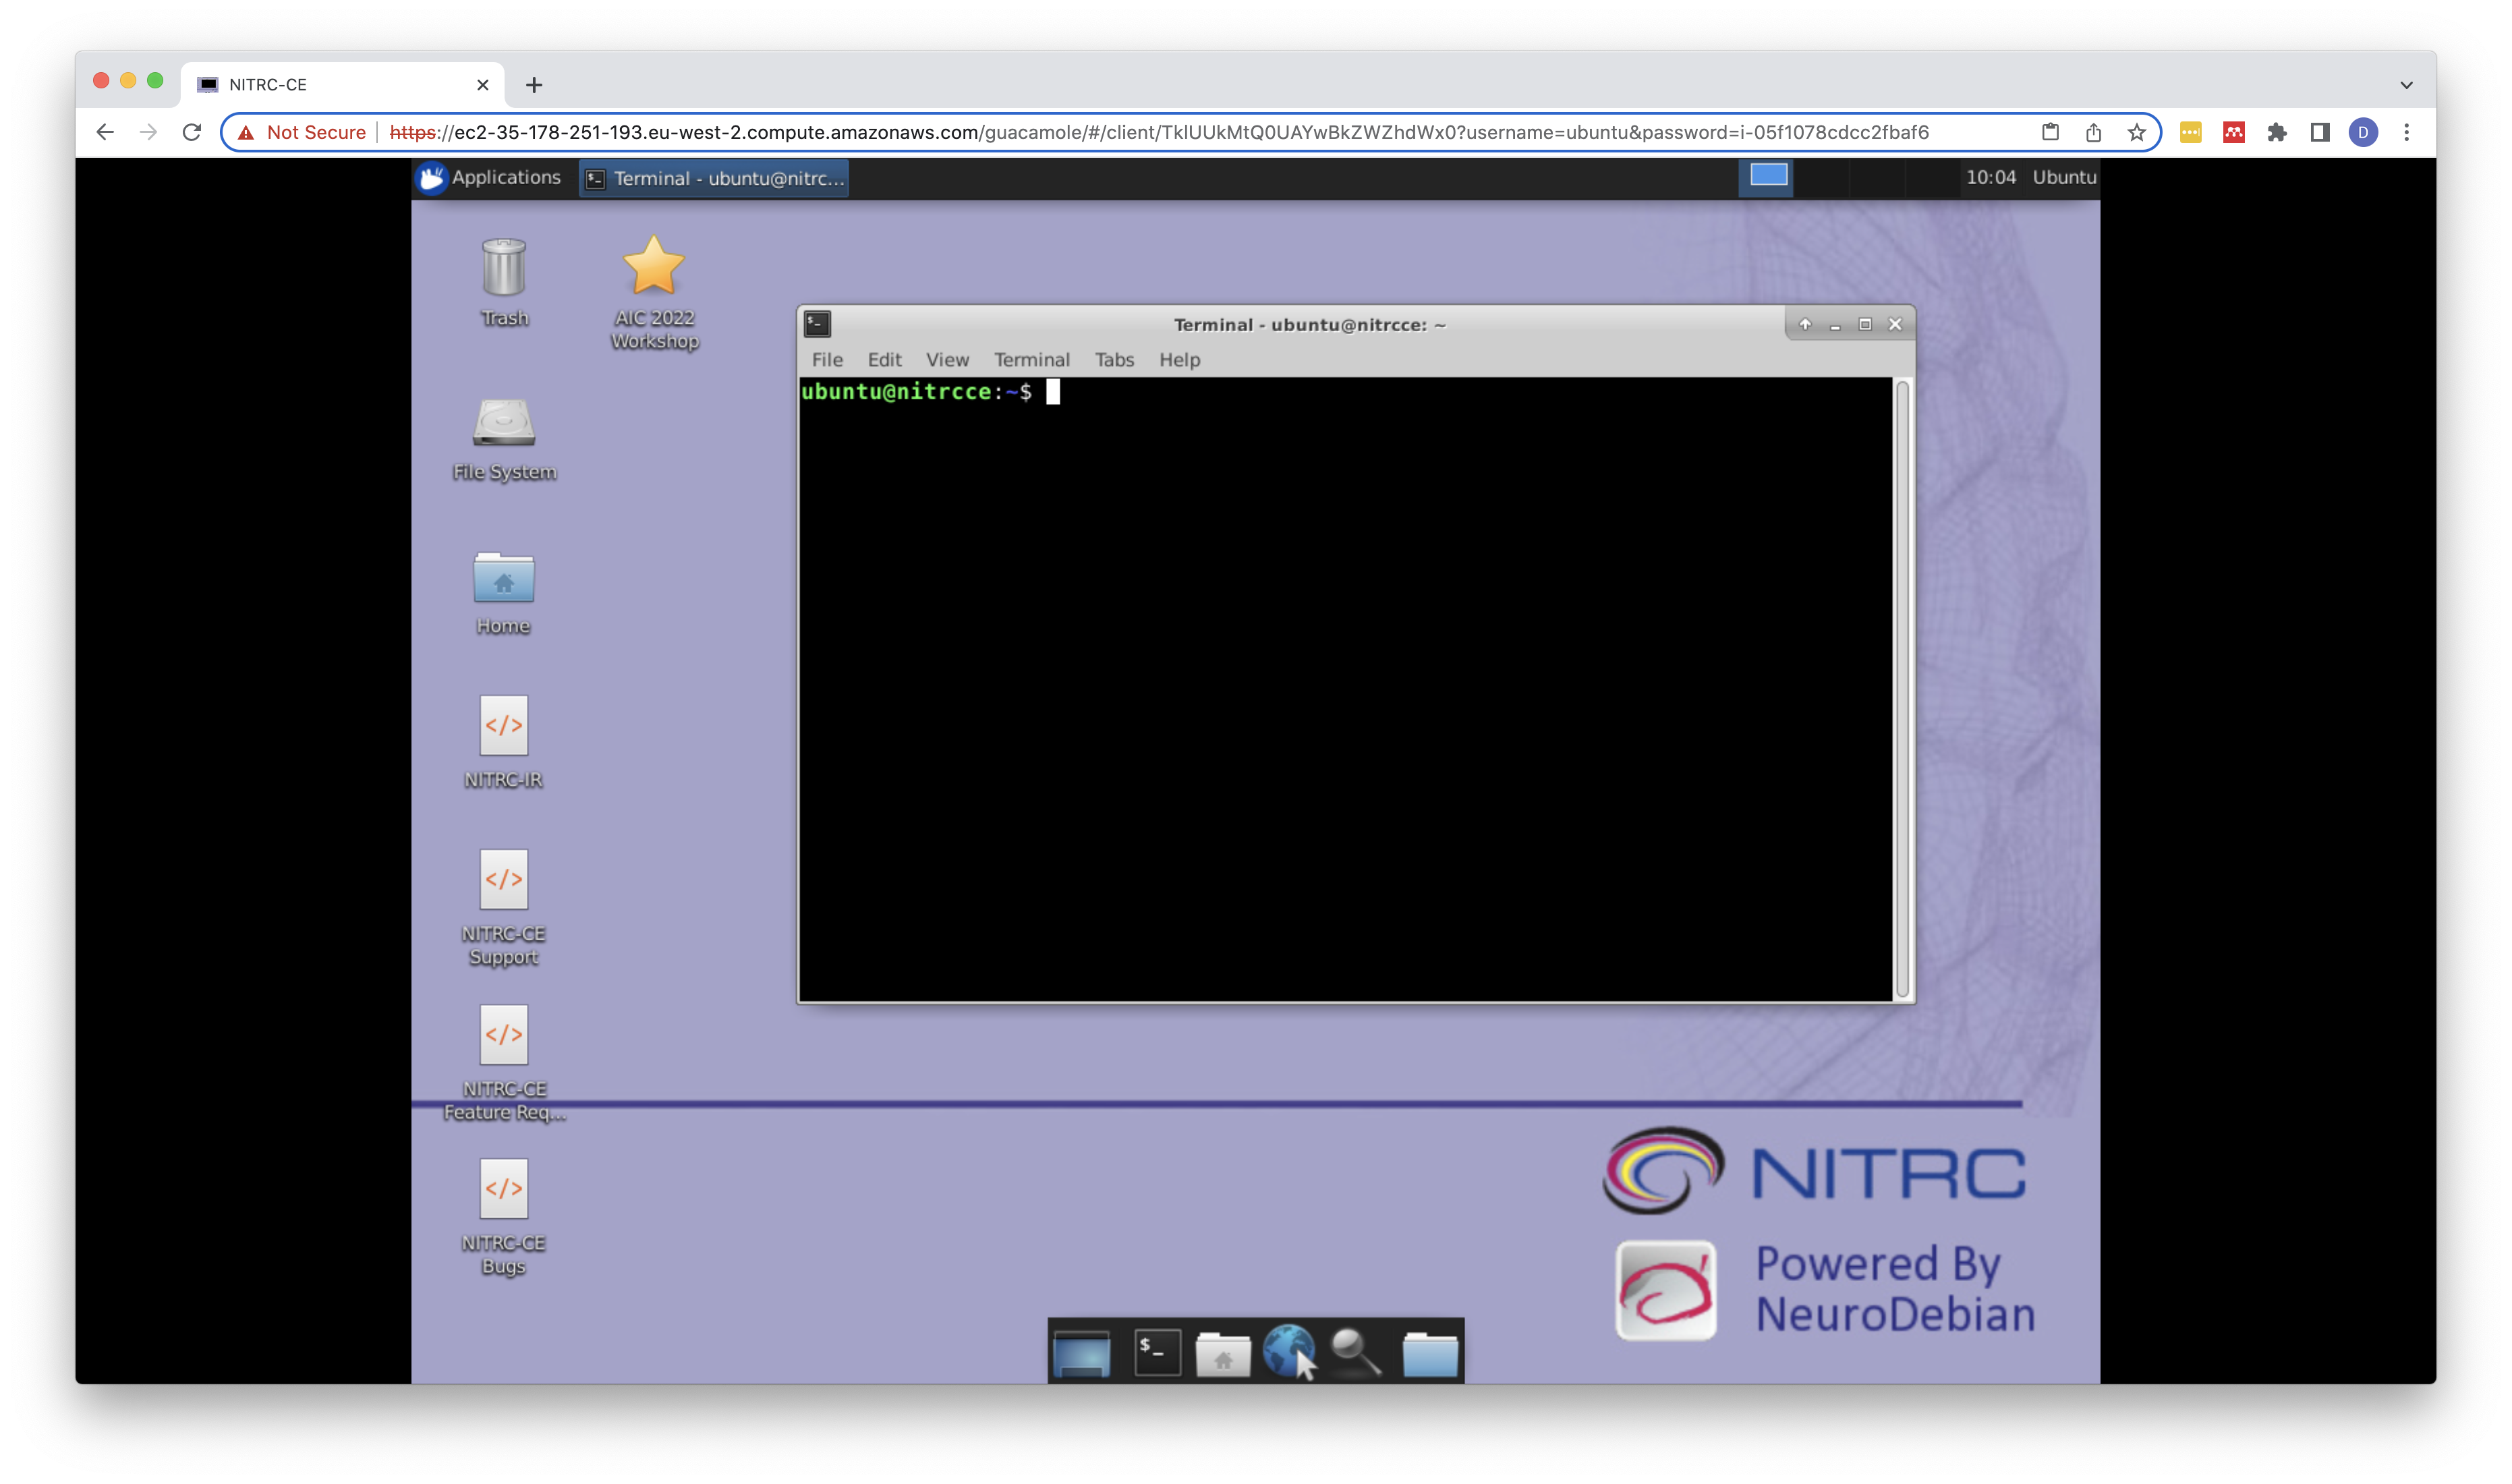 NITRC-CE
Not Secure
https://ec2-35-178-251-193.eu-west-2.compute.amazonaws.com/guacamole/#/client/TklUUkMtQ0UAYwBkZWZhdWx0?username=ubuntu&password=i-05f1078cdcc2fbaf6
D
Applications
Terminal - ubuntu@nitrc...
10:04
Ubuntu
Trash
AIC 2022
Workshop
File System
Home
NITRC-IR
NITRC-CE
Support
NITRC-CE
Feature Req...
NITRC-CE
Bugs
Terminal - ubuntu@nitrcce: ~
File Edit View Terminal Tabs Help
ubuntu@nitrcce:~$
NITRC
Powered By
NeuroDebian